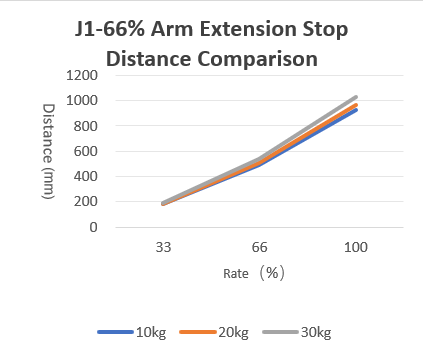 J1-66% Arm Extension Stop
Distance Comparison
1200
1000
800
600
400
200
0
Distance (mm)
33 66 100
Rate（%）
10kg 20kg 30kg